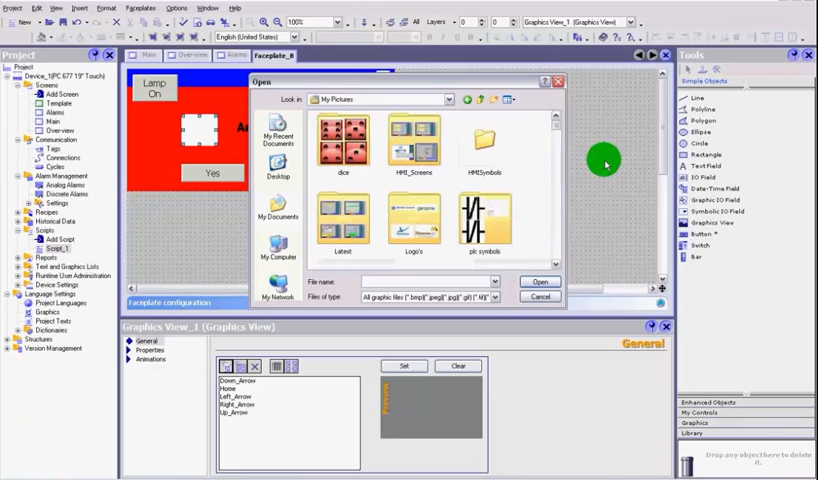 Project Edit View Insert Format Faceplates Options Window Help
New 100% Layers 0 0 Graphics View_1 (Graphics View)
English (United States)
Project
Project
Device_1(PC 677 19" Touch)
Screens
Add Screen
Template
Alarms
Main
Over-view
Communication
Tags
Connections
Cycles
Alarm Management
Analog Alarms
Discrete Alarms
Settings
Recipes
Historical Data
Scripts
Add Script
Script_1
Reports
Text and Graphics Lists
Runtime User Administration
Device Settings
Language Settings
Project Languages
Graphics
Project Texts
Dictionaries
Structures
Version Management
Main Over-view Alarms Faceplate_8
Lamp
On
Yes
Open
Look in: My Pictures
My Recent
Documents
Desktop
My Documents
My Computer
My Network
dice HMI_Screens HMISymbols
Latest Logo's plc symbols
File name: Open
Files of type: All graphic files (*.bmp)(*.jpeg)(*.jpg)(*.gif) (*.tif) Cancel
Faceplate configuration
Graphics View_1 (Graphics View)
General
Properties
Animations
General
Down_Arrow
Home
Left_Arrow
Right_Arrow
Up_Arrow
Set Clear
Preview
Tools
Simple Objects
Line
Polyline
Polygon
Ellipse
Circle
Rectangle
Text Field
IO Field
Date-Time Field
Graphic IO Field
Symbolic IO Field
Graphics View
Button
Switch
Bar
Enhanced Objects
My Controls
Graphics
Library
Drop any object here to delete
it.